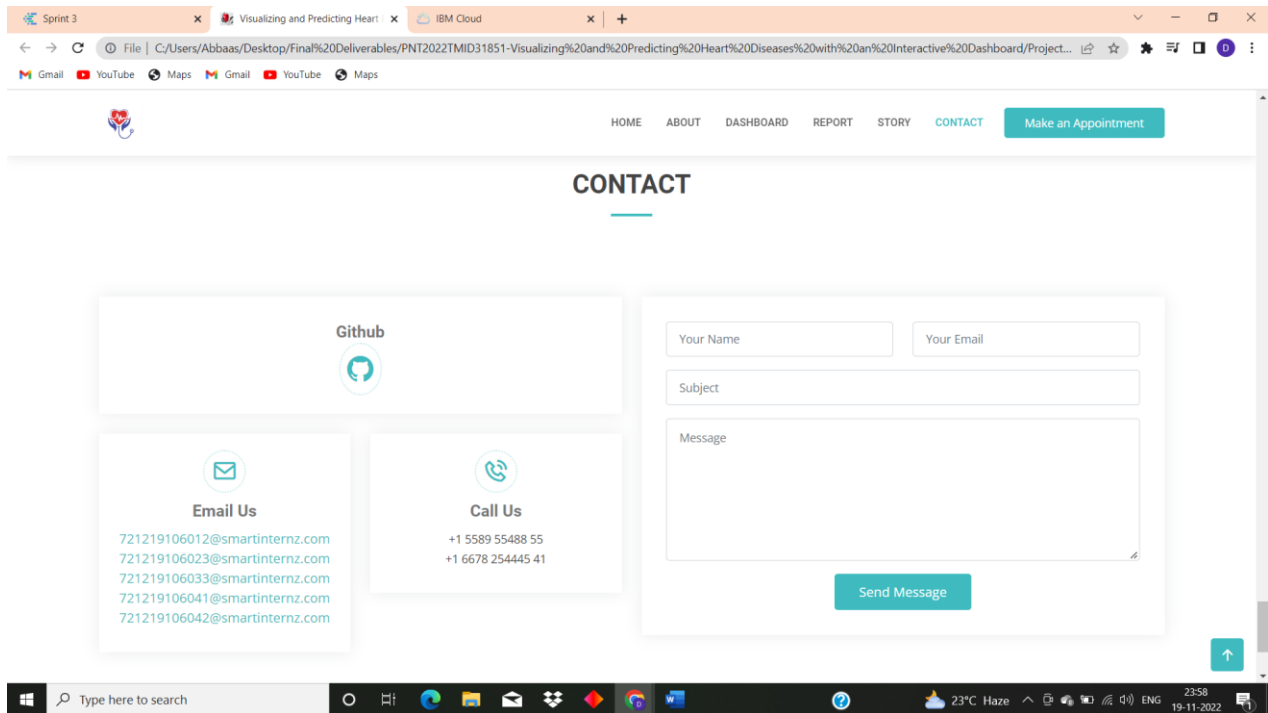 Sprint 3
Visualizing and Predicting Heart
IBM Cloud
File | C:/Users/Abbaas/Desktop/Final%20Deliverables/PNT2022TMID31851-Visualizing%20and%20Predicting%20Heart%20Diseases%20with%20an%20Interactive%20Dashboard/Project...
D
Gmail YouTube Maps Gmail YouTube Maps
HOME ABOUT DASHBOARD REPORT STORY CONTACT Make an Appointment
CONTACT
Github
Email Us
721219106012@smartinternz.com
721219106023@smartinternz.com
721219106033@smartinternz.com
721219106041@smartinternz.com
721219106042@smartinternz.com
Call Us
+1 5589 55488 55
+1 6678 254445 41
Your Name
Your Email
Subject
Message
Send Message
Type here to search
23°C Haze
ENG
23:58
19-11-2022